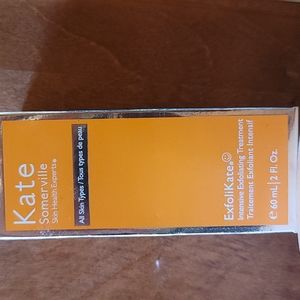 Kate
Somerville
Skin Health Experts®
All Skin Types / Tous types de peau
ExfoliKate®
Intensive Exfoliating Treatment
Traitement Exfoliant Intensif
℮ 60 mL | 2 Fl. Oz.